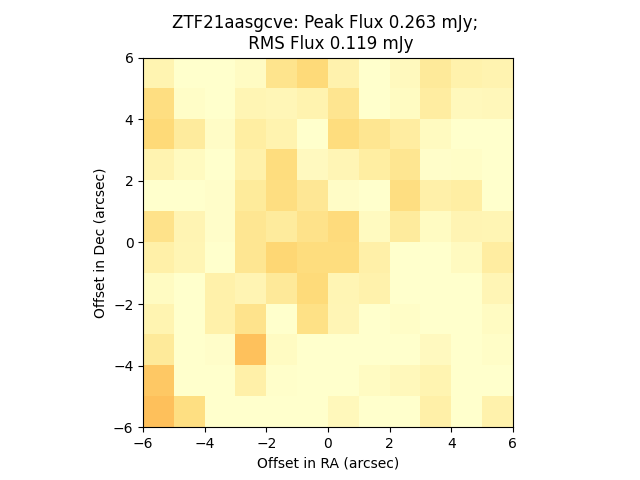 ZTF21aasgcve: Peak Flux 0.263 mJy;
RMS Flux 0.119 mJy
6
4
2
0
−2
−4
−6
Offset in Dec (arcsec)
−6 −4 −2 0 2 4 6
Offset in RA (arcsec)